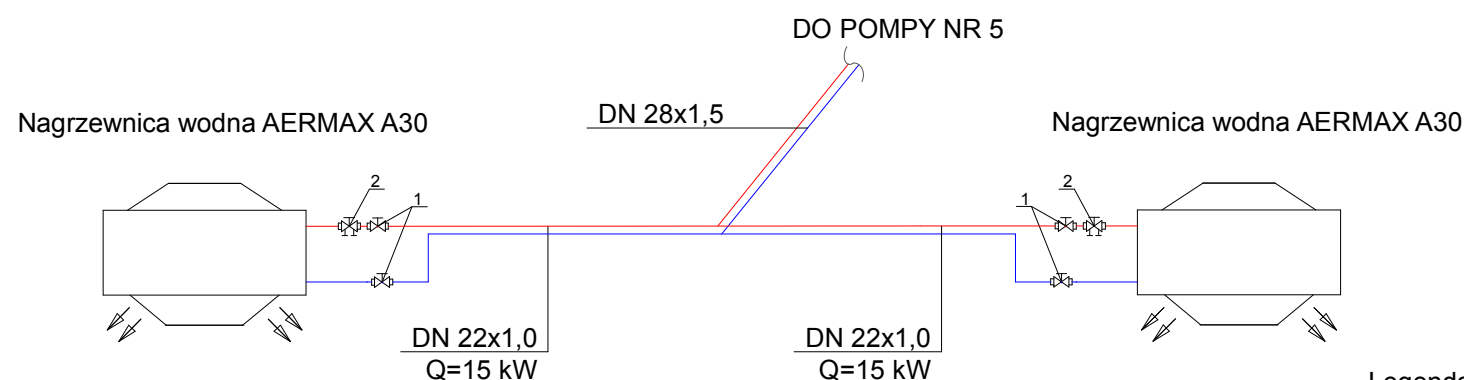 DO POMPY NR 5
DN 28x1,5
Nagrzewnica wodna AERMAX A30
Nagrzewnica wodna AERMAX A30
2
1
1
2
DN 22x1,0
Q=15 kW
DN 22x1,0
Q=15 kW